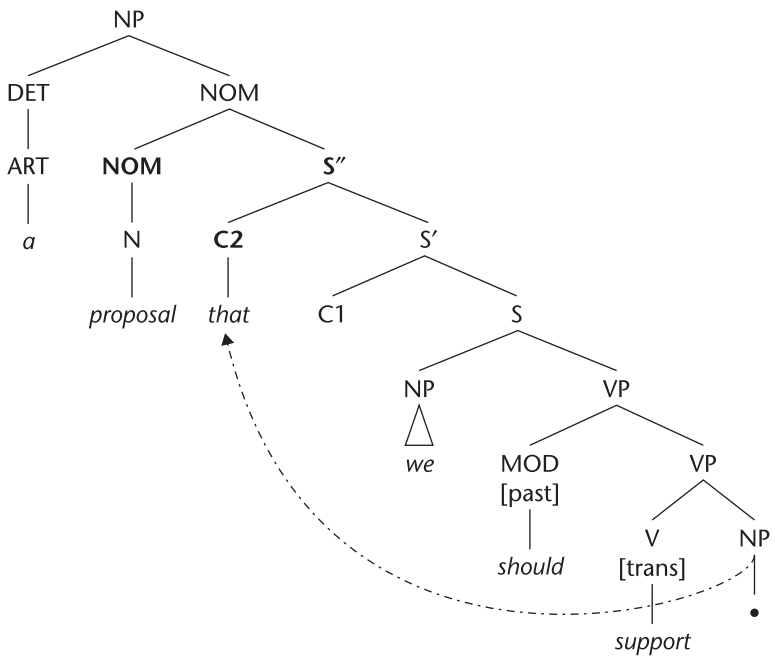 NP
DET NOM
ART NOM S″
a N C2 S′
proposal that C1 S
NP VP
we MOD VP
[past]
V NP
should [trans]
•
support